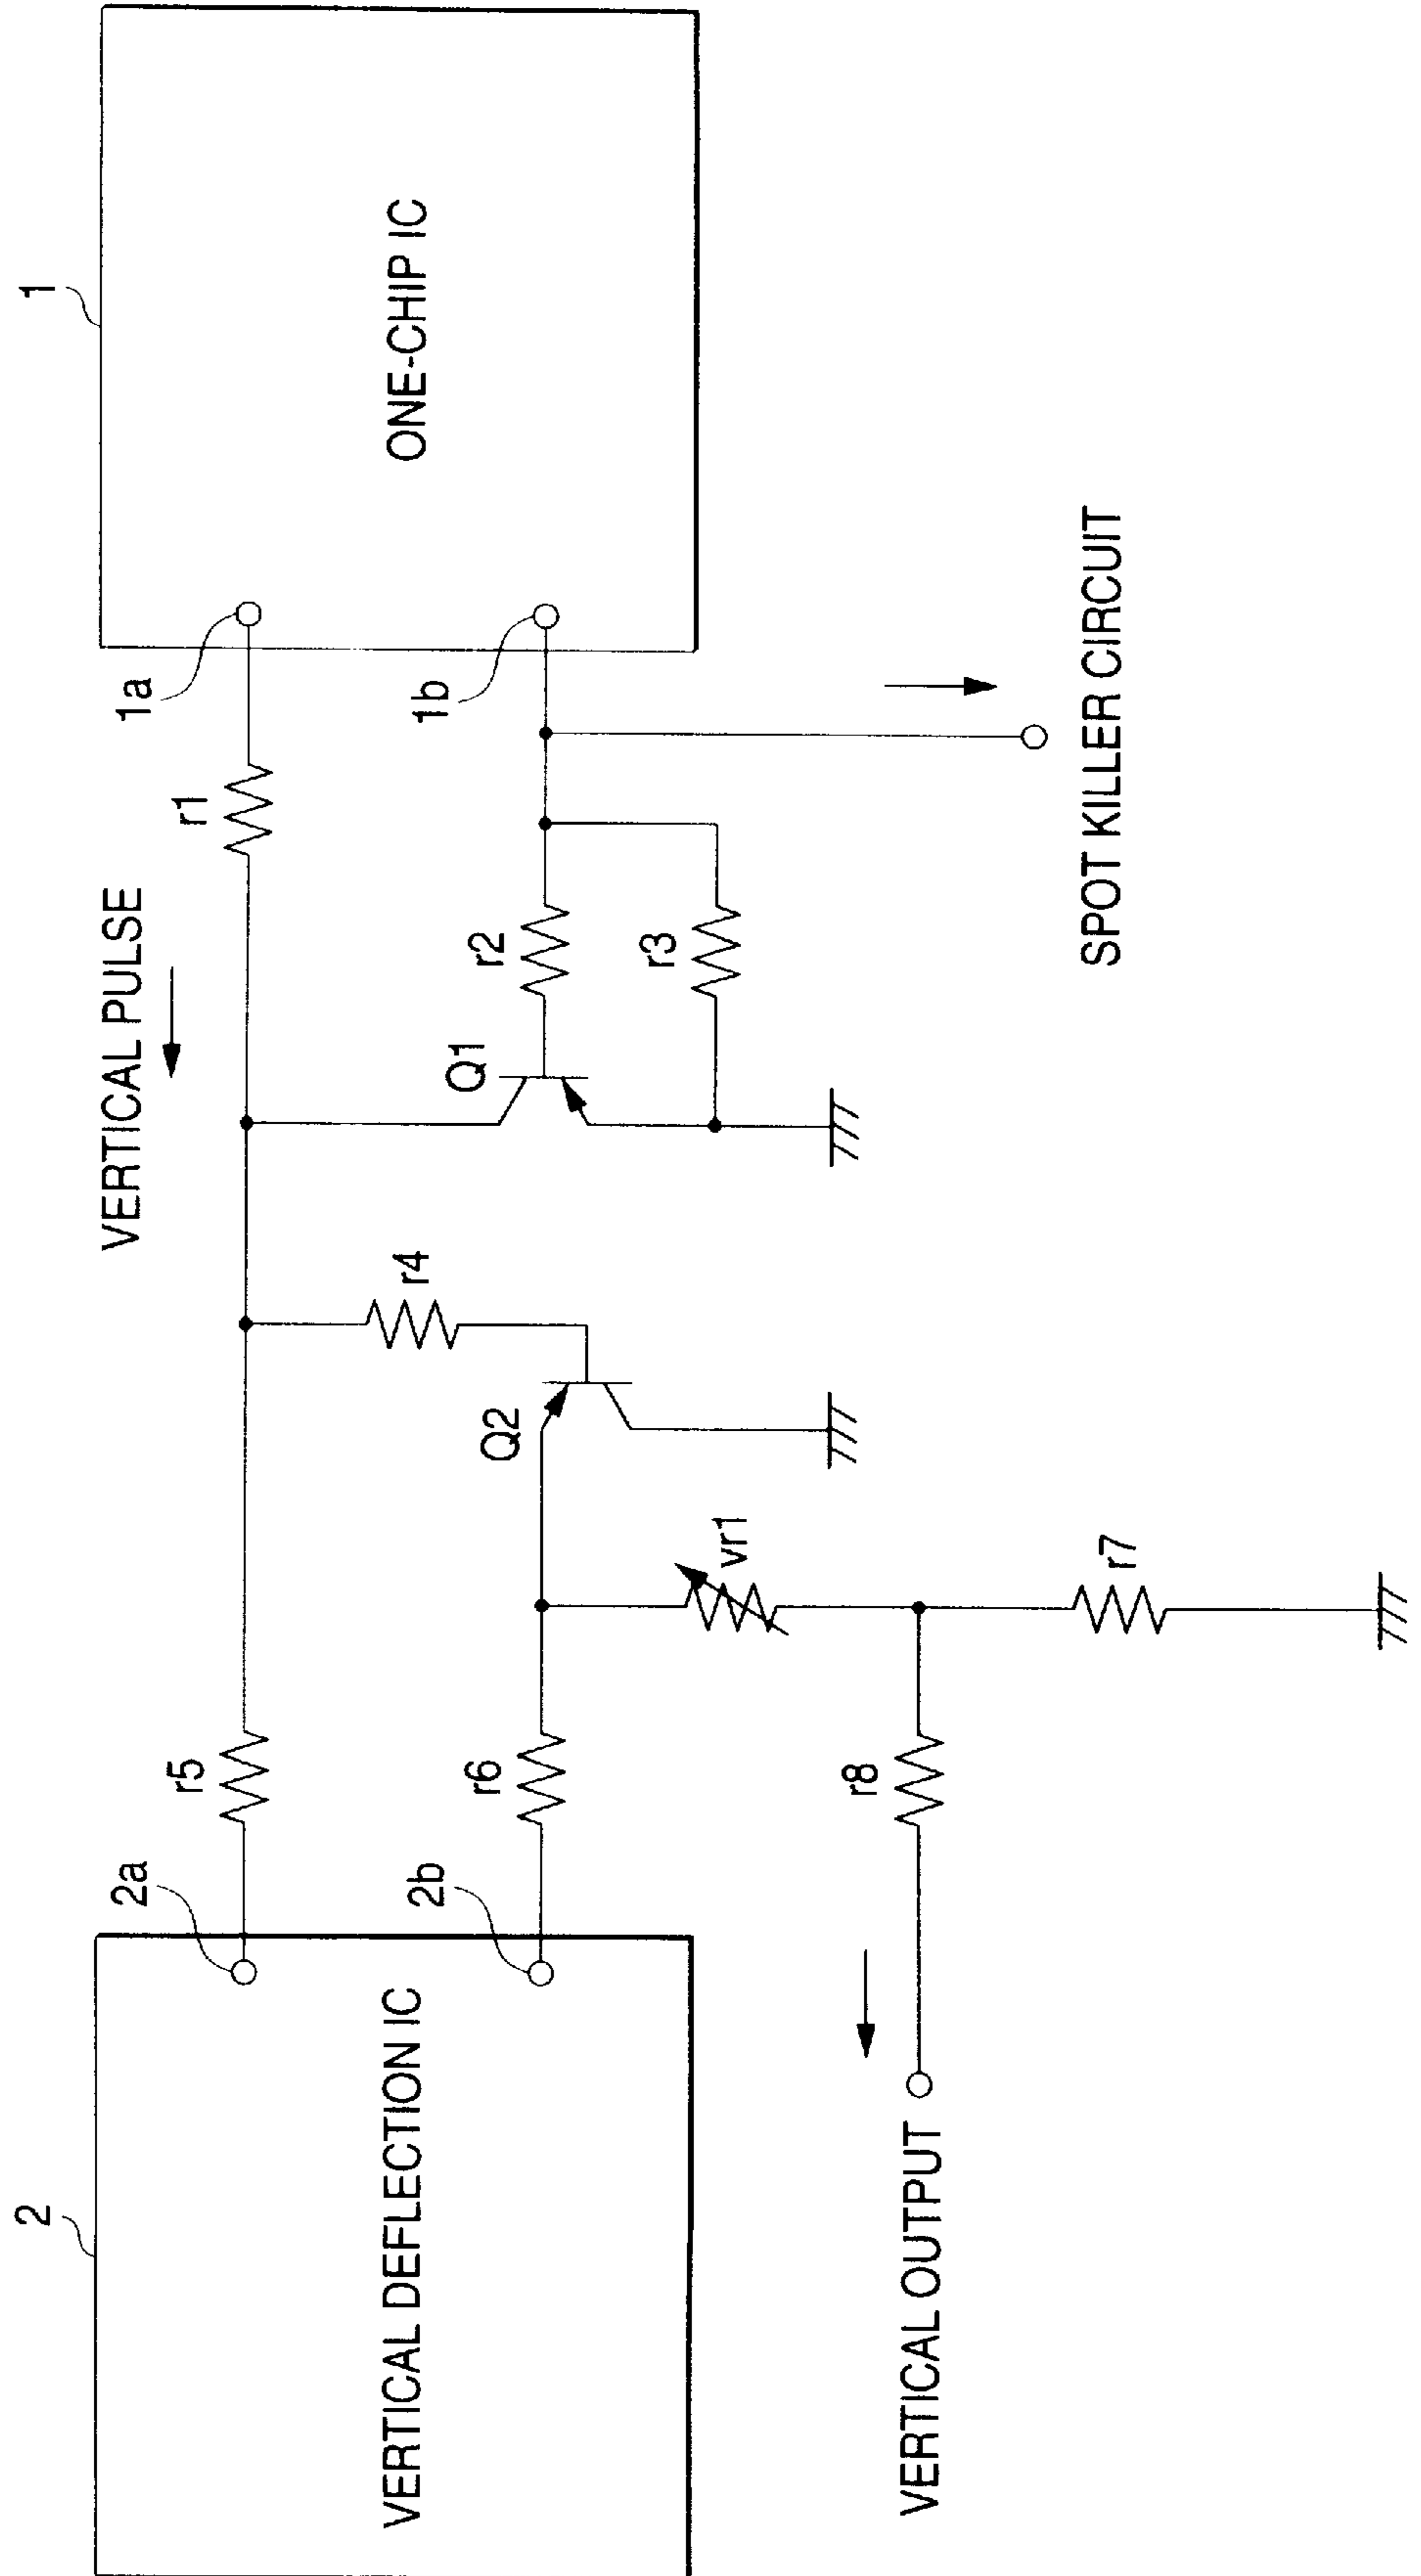 1
ONE-CHIP IC
1a
1b
r1
VERTICAL PULSE
r2
r3
Q1
SPOT KILLER CIRCUIT
r4
Q2
vr1
r7
r5
r6
r8
2a
2b
2
VERTICAL DEFLECTION IC
VERTICAL OUTPUT